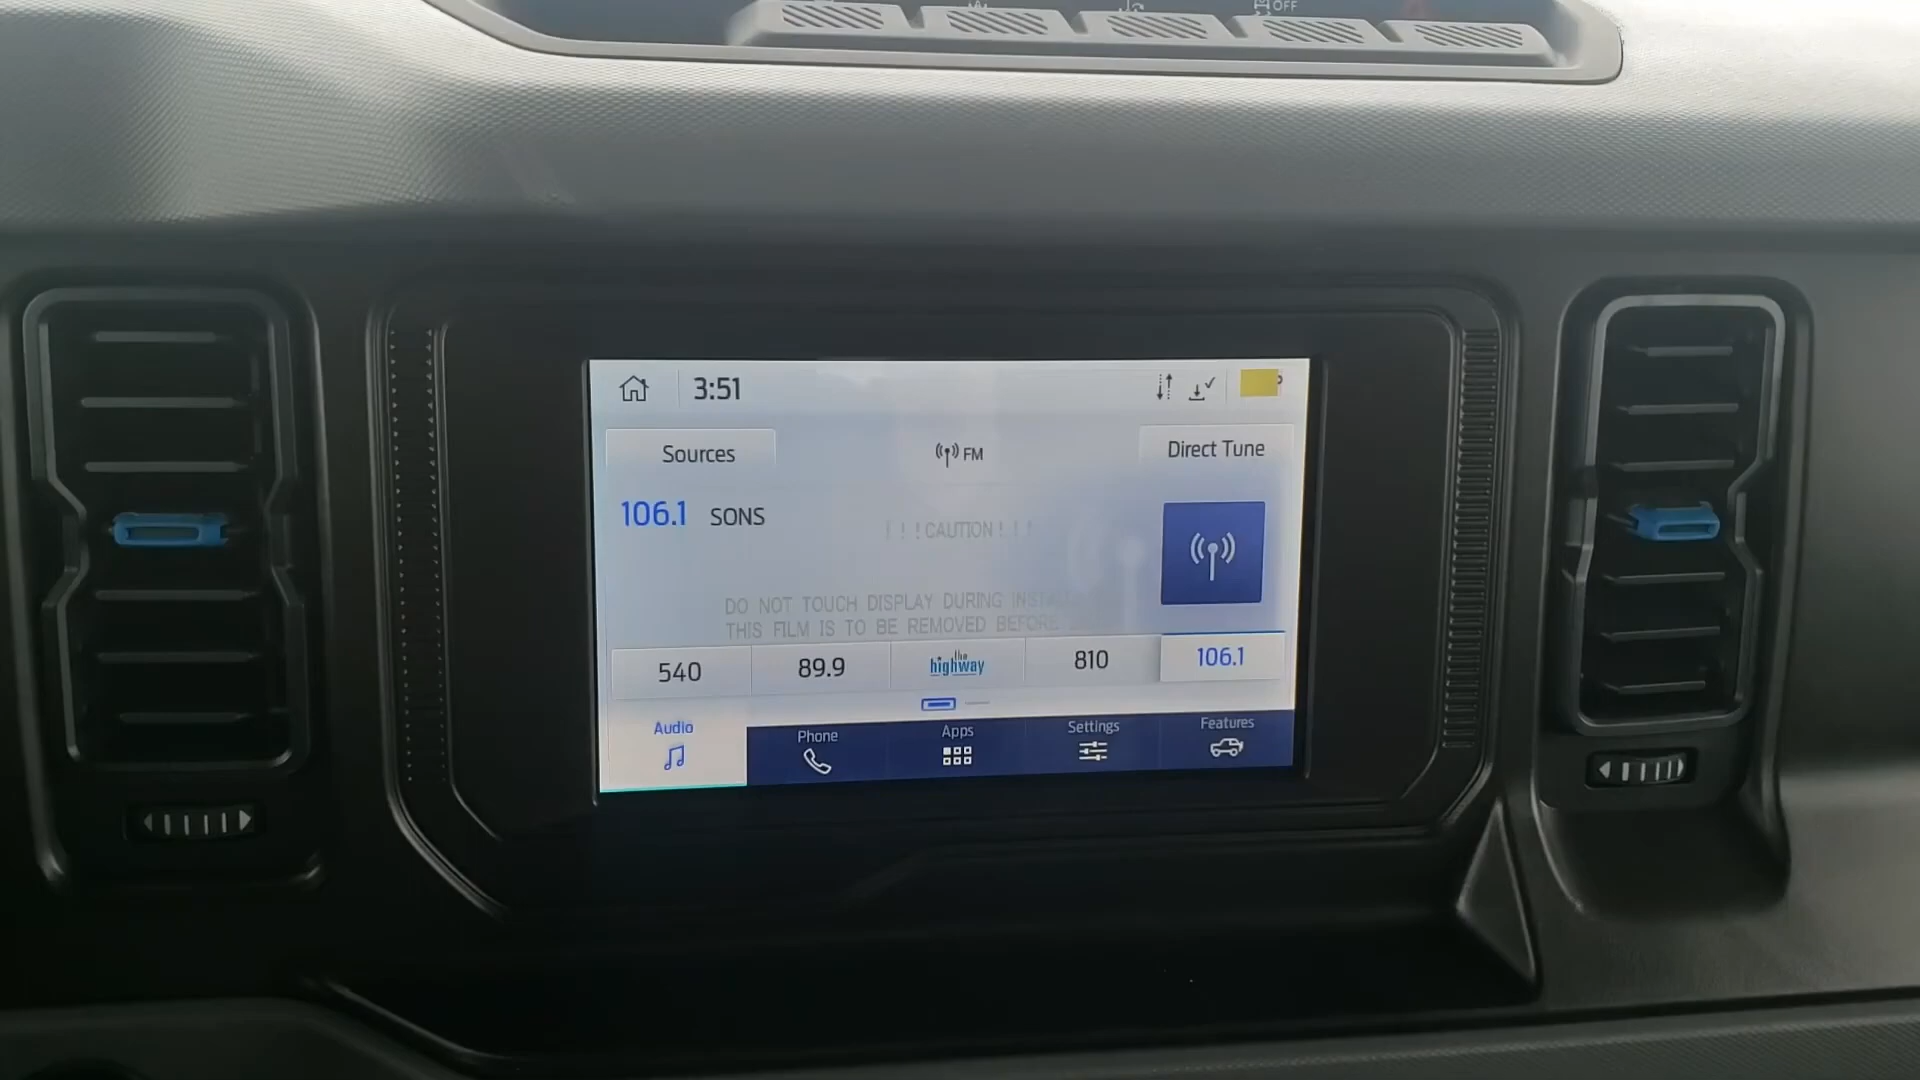 OFF
3:51
Sources
FM
Direct Tune
106.1 SONS
! ! ! CAUTION ! ! !
DO NOT TOUCH DISPLAY DURING
THIS FILM IS TO BE REMOVED BEFORE
540
89.9
the
highway
810
106.1
Audio
Phone
Apps
Settings
Features